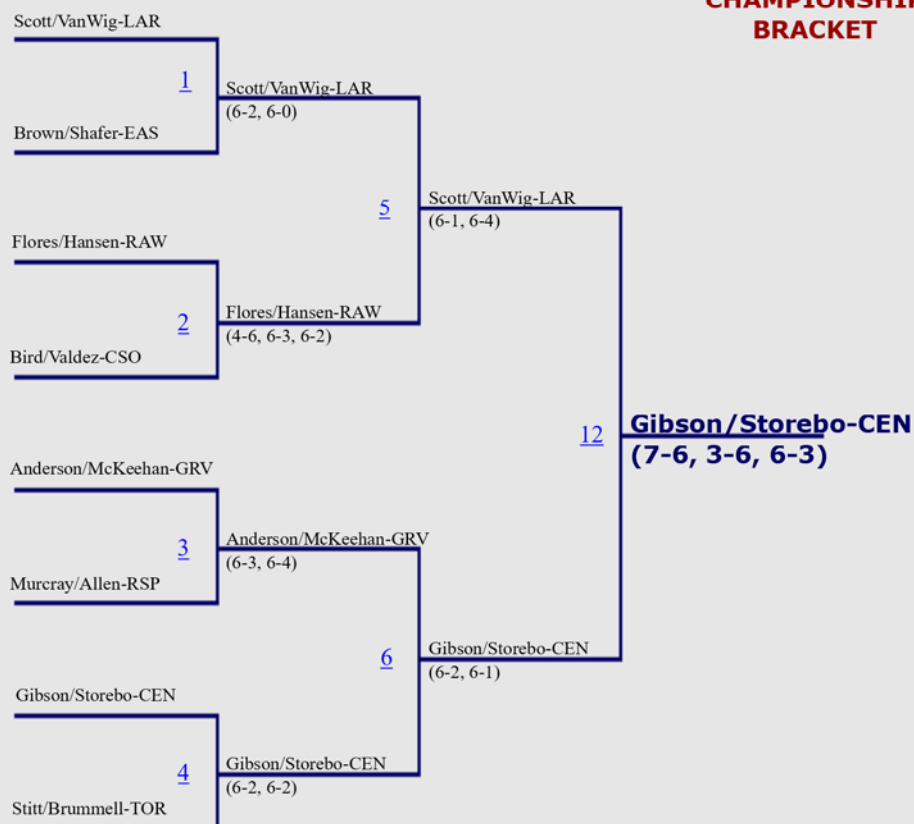 CHAMPIONSHIP
BRACKET
Scott/VanWig-LAR
1
Scott/VanWig-LAR
(6-2, 6-0)
Brown/Shafer-EAS
5
Scott/VanWig-LAR
(6-1, 6-4)
Flores/Hansen-RAW
2
Flores/Hansen-RAW
(4-6, 6-3, 6-2)
Bird/Valdez-CSO
12
Gibson/Storebo-CEN
(7-6, 3-6, 6-3)
Anderson/McKeehan-GRV
3
Anderson/McKeehan-GRV
(6-3, 6-4)
Murcray/Allen-RSP
6
Gibson/Storebo-CEN
(6-2, 6-1)
Gibson/Storebo-CEN
4
Gibson/Storebo-CEN
(6-2, 6-2)
Stitt/Brummell-TOR